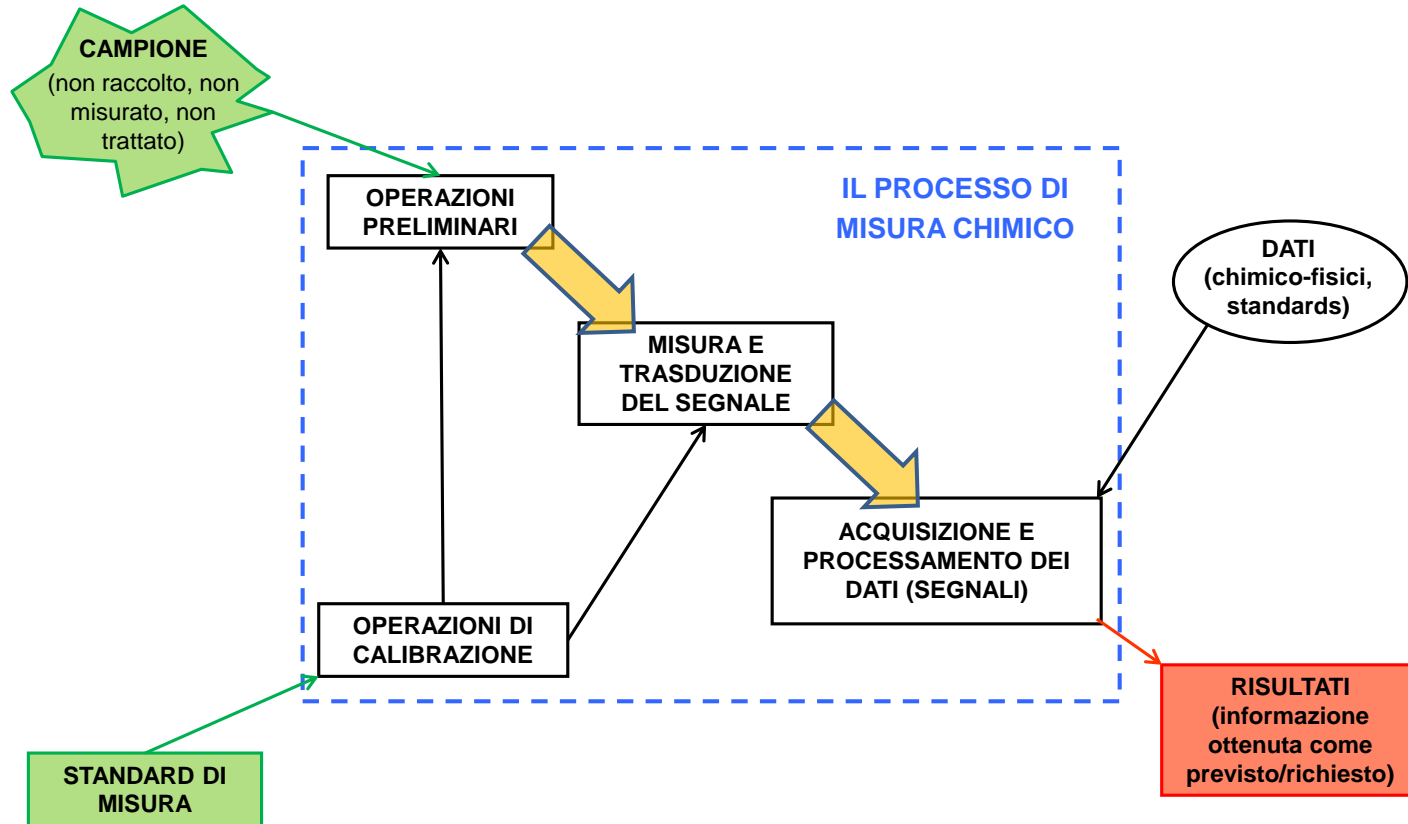 CAMPIONE
(non raccolto, non
misurato, non
trattato)
IL PROCESSO DI
MISURA CHIMICO
OPERAZIONI
PRELIMINARI
DATI
(chimico-fisici,
standards)
MISURA E
TRASDUZIONE
DEL SEGNALE
ACQUISIZIONE E
PROCESSAMENTO DEI
DATI (SEGNALI)
OPERAZIONI DI
CALIBRAZIONE
RISULTATI
(informazione
ottenuta come
previsto/richiesto)
STANDARD DI
MISURA